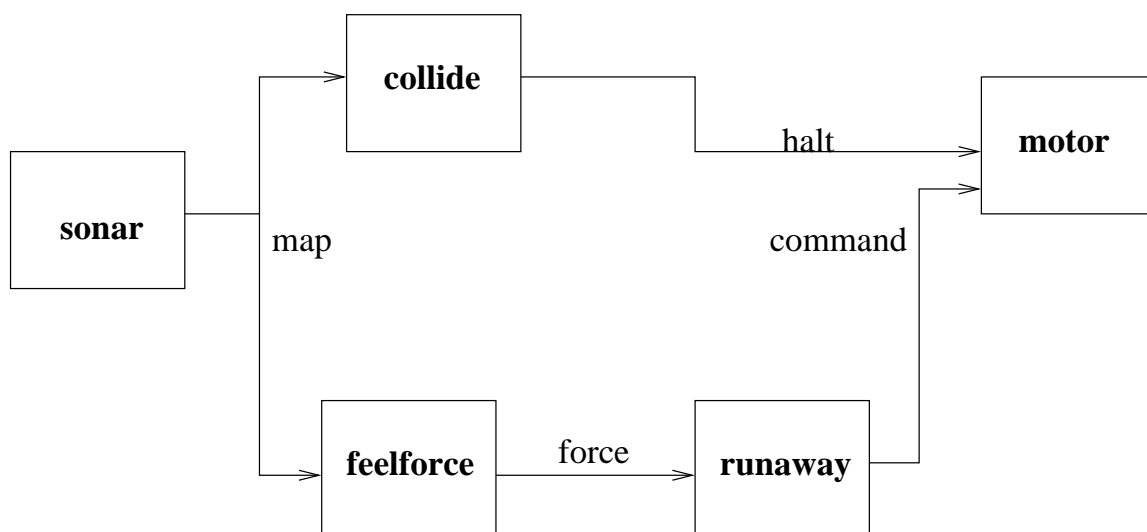 collide
halt
motor
sonar
map
command
feelforce
force
runaway